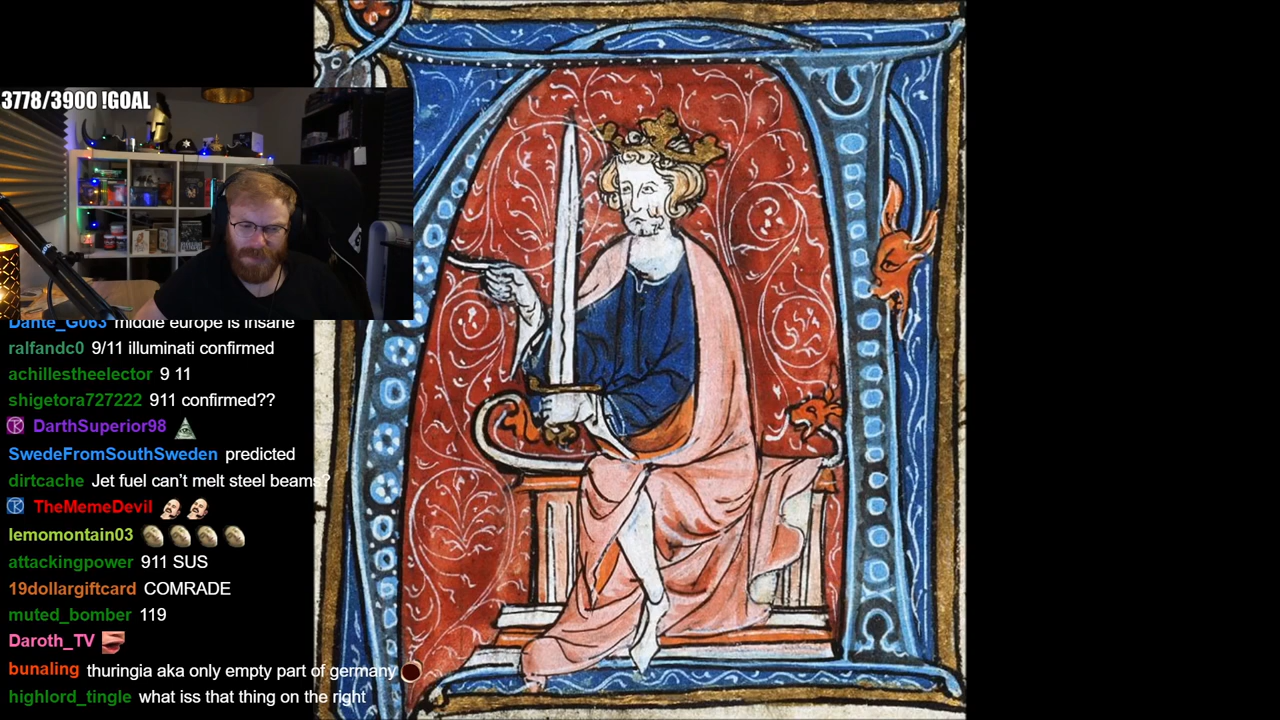 3778/3900 !GOAL
Dante_G063 middle europe is insane
ralfandc0 9/11 illuminati confirmed
achillestheelector 9 11
shigetora727222 911 confirmed??
DarthSuperior98
SwedeFromSouthSweden predicted
dirtcache Jet fuel can't melt steel beams?
TheMemeDevil
lemomontain03
attackingpower 911 SUS
19dollargiftcard COMRADE
muted_bomber 119
Daroth_TV
bunaling thuringia aka only empty part of germany
highlord_tingle what iss that thing on the right